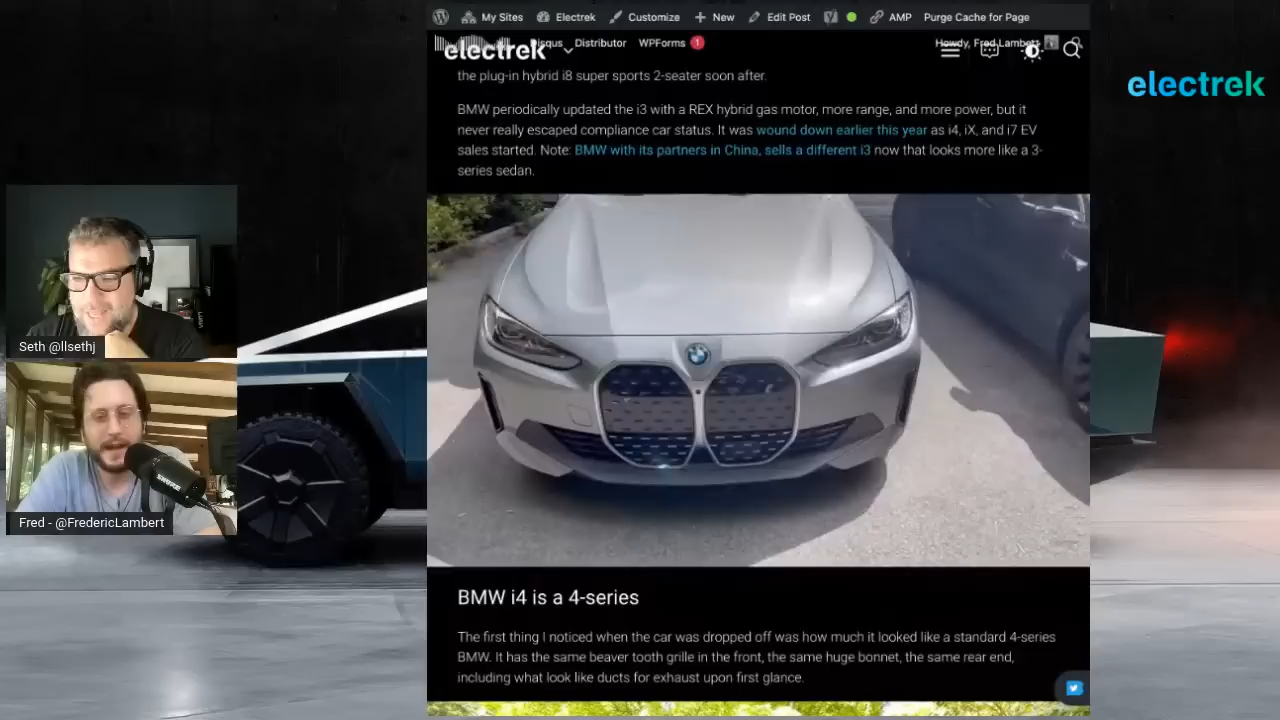 My Sites Electrek Customize New Edit Post AMP Purge Cache for Page
Disqus Distributor WPForms 1 Howdy, Fred Lambert
electrek
electrek
the plug-in hybrid i8 super sports 2-seater soon after.
BMW periodically updated the i3 with a REX hybrid gas motor, more range, and more power, but it
never really escaped compliance car status. It was wound down earlier this year as i4, iX, and i7 EV
sales started. Note: BMW with its partners in China, sells a different i3 now that looks more like a 3-
series sedan.
Seth @llsethj
Fred - @FredericLambert
SHURE
BMW i4 is a 4-series
The first thing I noticed when the car was dropped off was how much it looked like a standard 4-series
BMW. It has the same beaver tooth grille in the front, the same huge bonnet, the same rear end,
including what look like ducts for exhaust upon first glance.